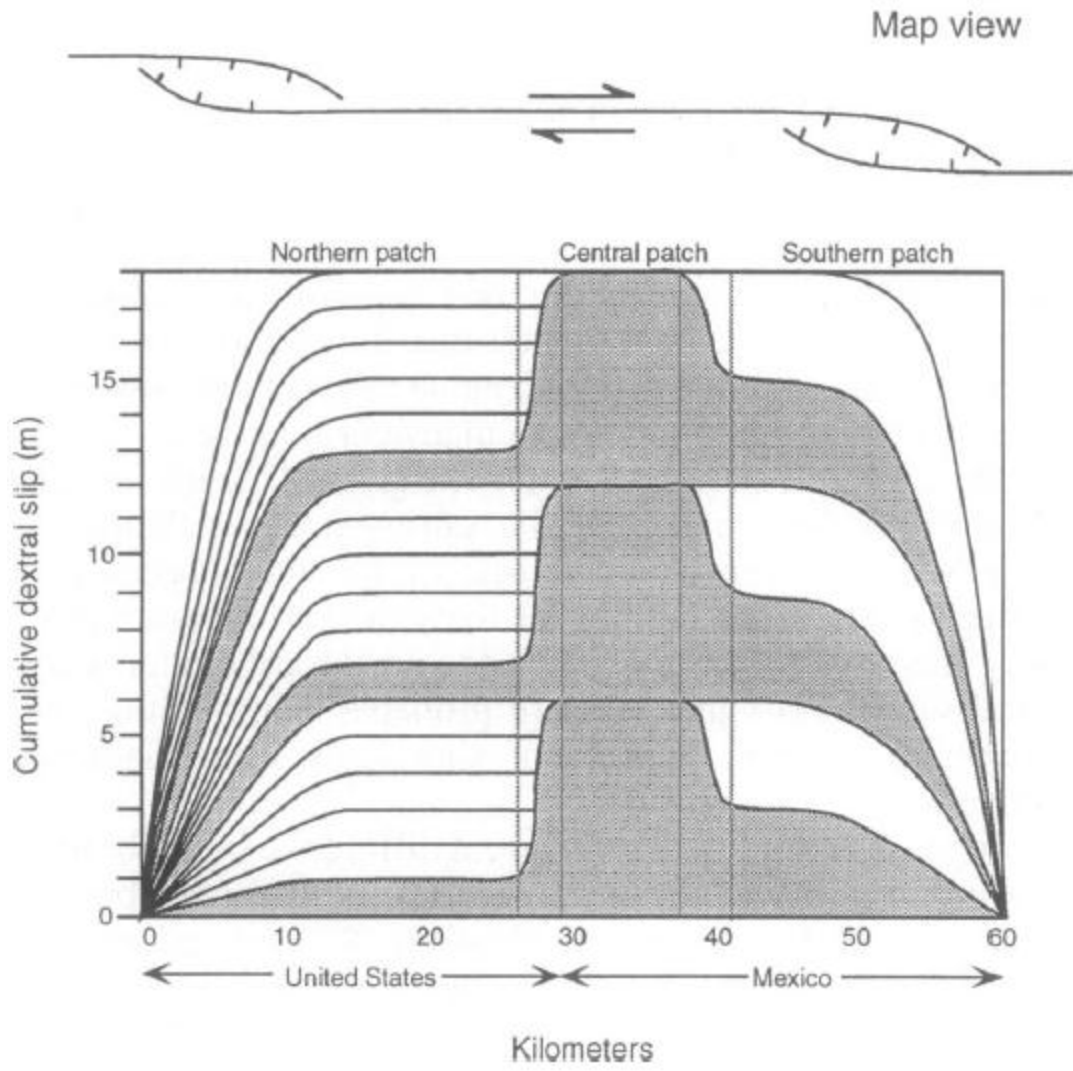 Map view
Northern patch Central patch Southern patch
Cumulative dextral slip (m)
15
10
5
0
0 10 20 30 40 50 60
United States Mexico
Kilometers